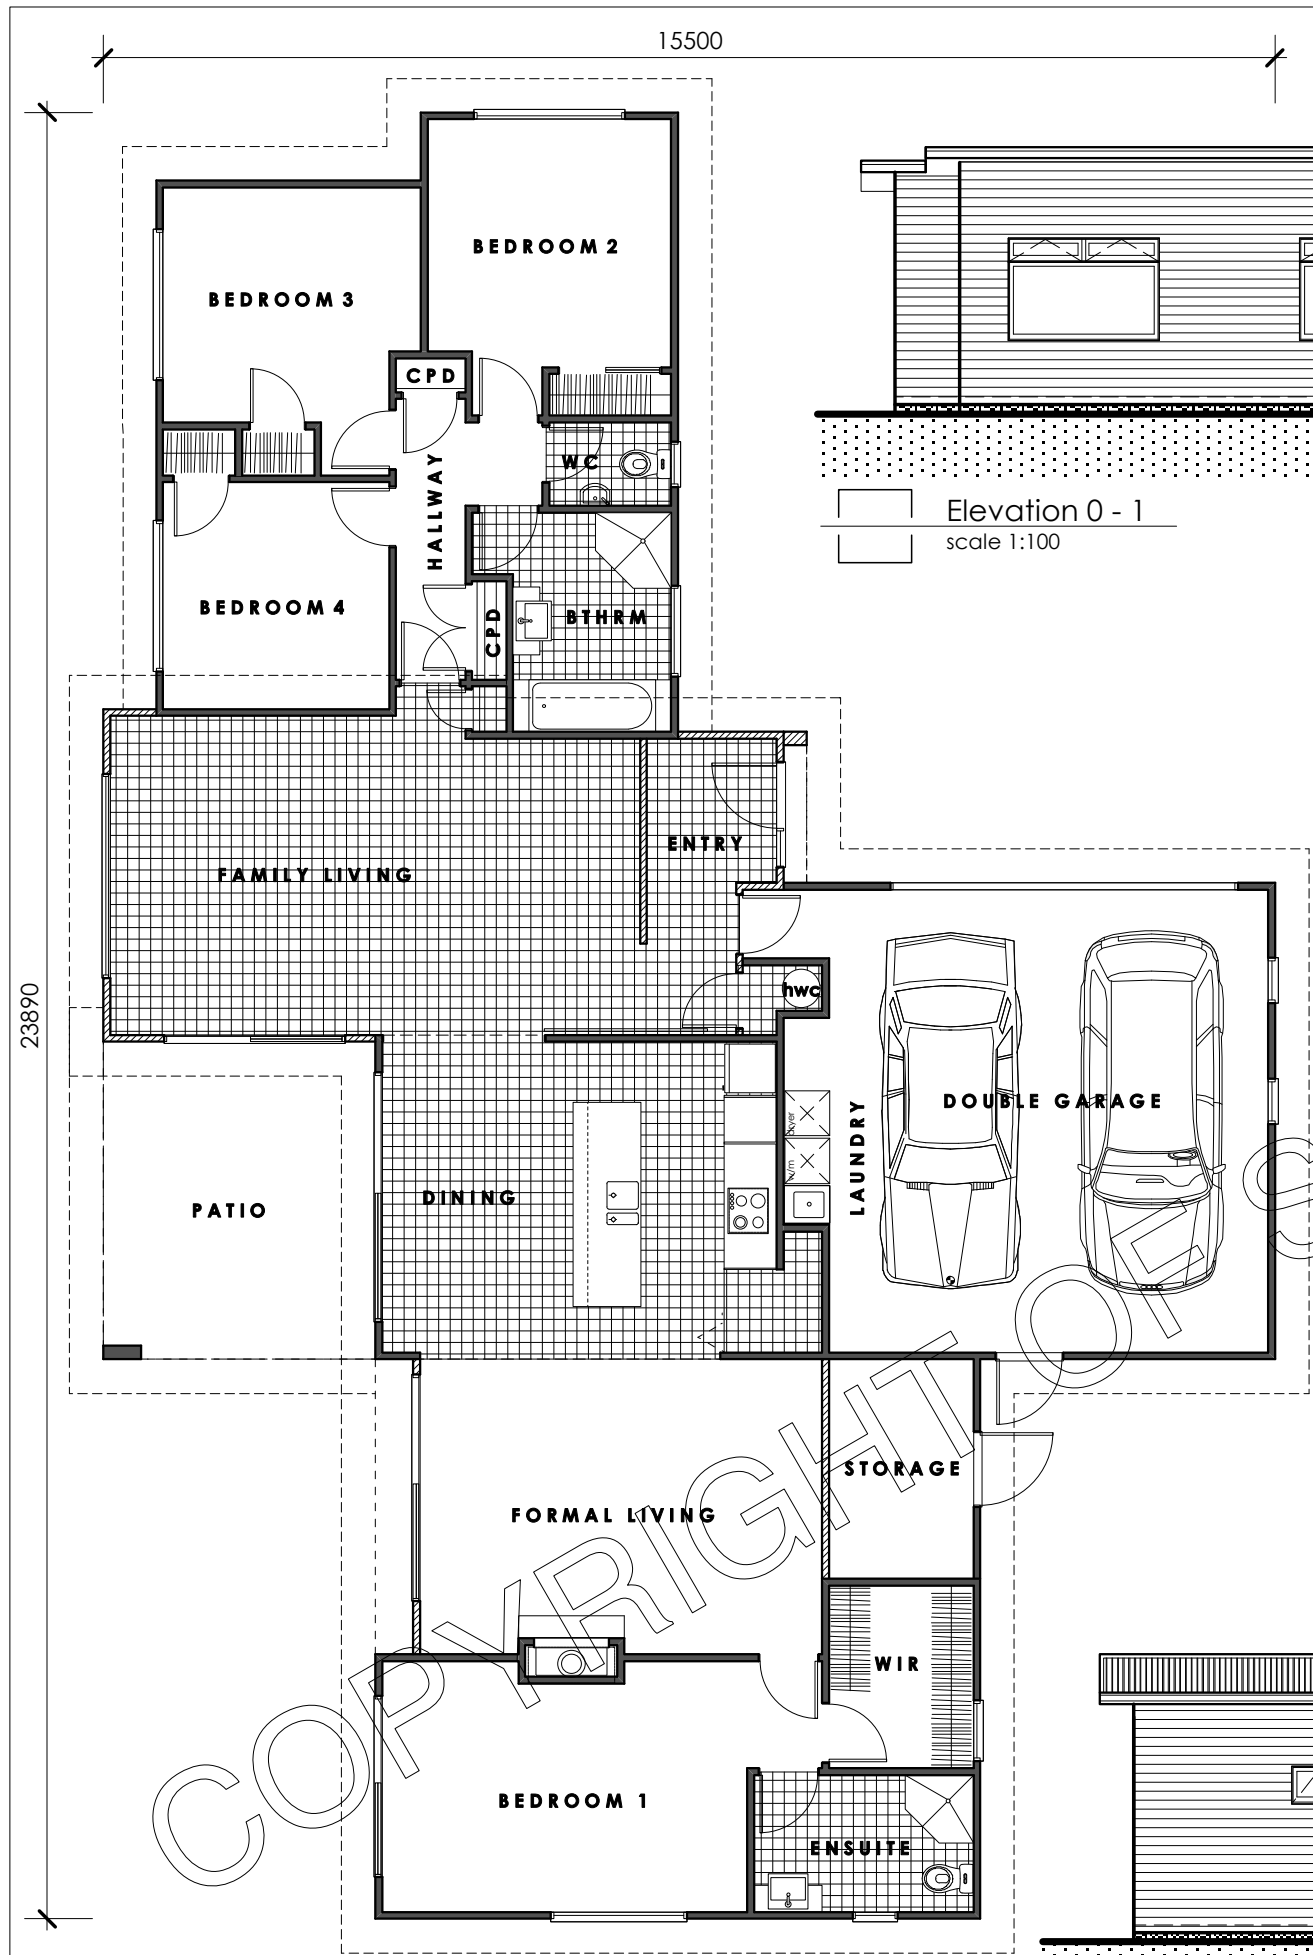 15500
23890
BEDROOM 2
BEDROOM 3
CPD
WC
HALLWAY
Elevation 0 - 1
scale 1:100
BEDROOM 4
CPD
BTHRM
ENTRY
FAMILY LIVING
hwc
dryer
w/m
LAUNDRY
DOUBLE GARAGE
PATIO
DINING
STORAGE
FORMAL LIVING
WIR
BEDROOM 1
ENSUITE
COPYRIGHT OF S